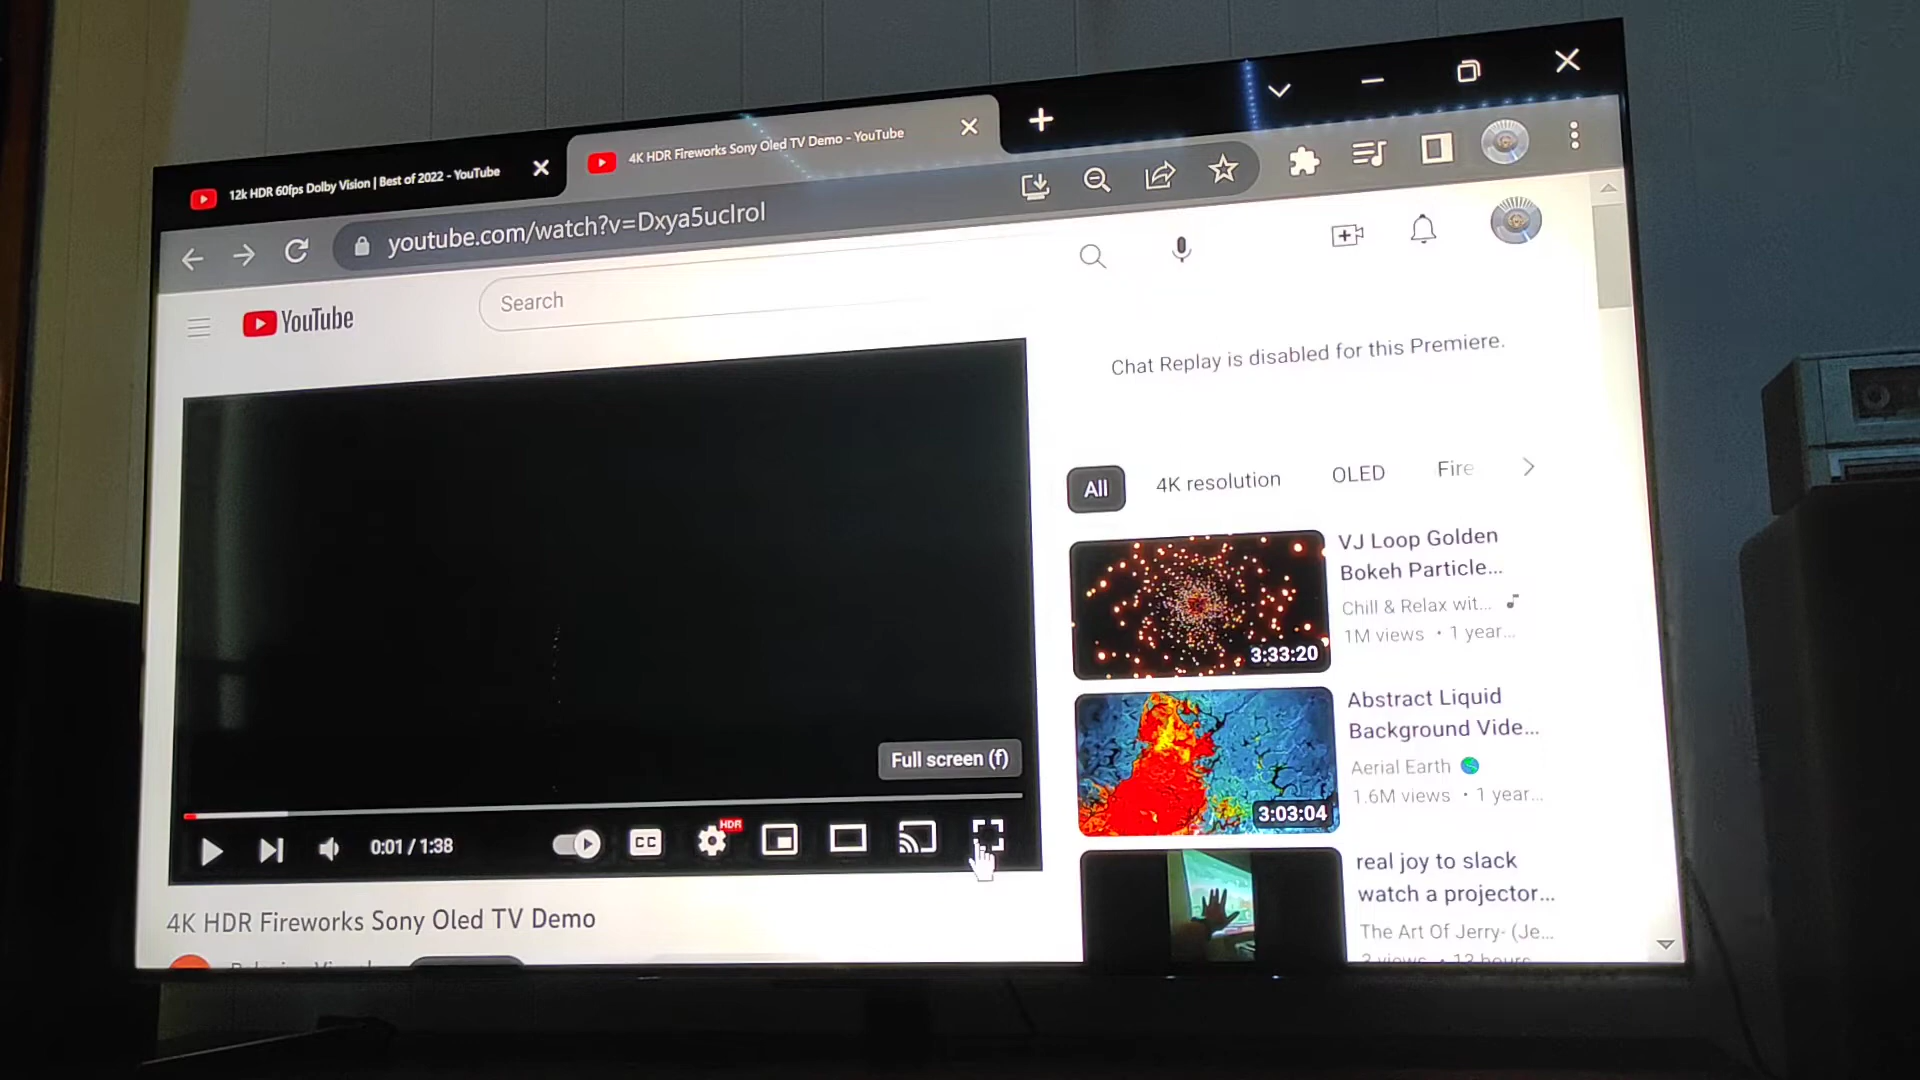 12k HDR 60fps Dolby Vision | Best of 2022 - YouTube
4K HDR Fireworks Sony Oled TV Demo - YouTube
youtube.com/watch?v=Dxya5uclrol
YouTube
Search
Chat Replay is disabled for this Premiere.
All
4K resolution
OLED
Fire
VJ Loop Golden
Bokeh Particle...
Chill & Relax wit...
1M views • 1 year...
3:33:20
Abstract Liquid
Background Vide...
Aerial Earth
1.6M views • 1 year...
3:03:04
real joy to slack
watch a projector...
The Art Of Jerry- (Je...
Full screen (f)
0:01 / 1:38
CC
HDR
4K HDR Fireworks Sony Oled TV Demo